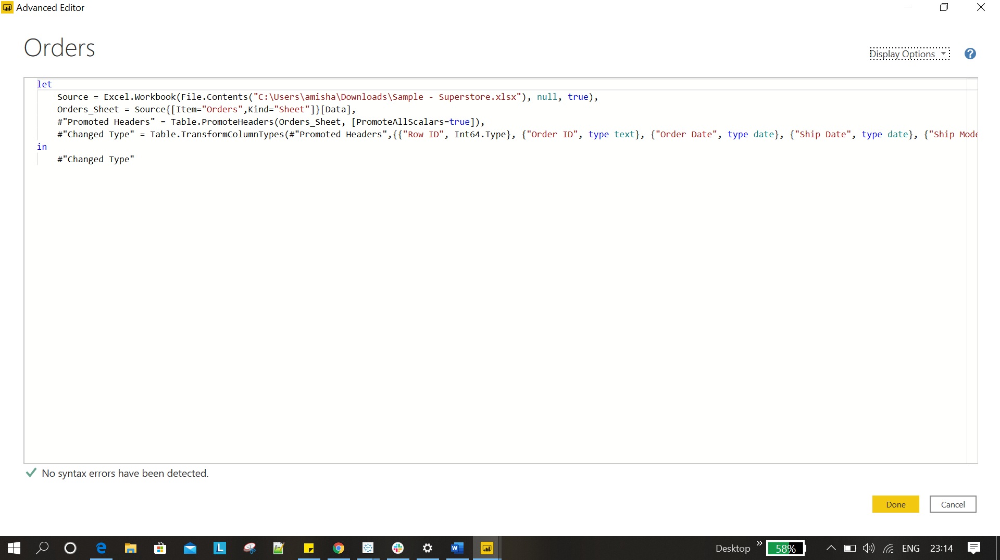 Advanced Editor
Orders
Display Options
?
let
Source = Excel.Workbook(File.Contents("C:\Users\amisha\Downloads\Sample - Superstore.xlsx"), null, true),
Orders_Sheet = Source{[Item="Orders",Kind="Sheet"]}[Data],
#"Promoted Headers" = Table.PromoteHeaders(Orders_Sheet, [PromoteAllScalars=true]),
#"Changed Type" = Table.TransformColumnTypes(#"Promoted Headers",{{"Row ID", Int64.Type}, {"Order ID", type text}, {"Order Date", type date}, {"Ship Date", type date}, {"Ship Mode
in
#"Changed Type"
No syntax errors have been detected.
Done Cancel
L W Desktop » 58% ENG 23:14